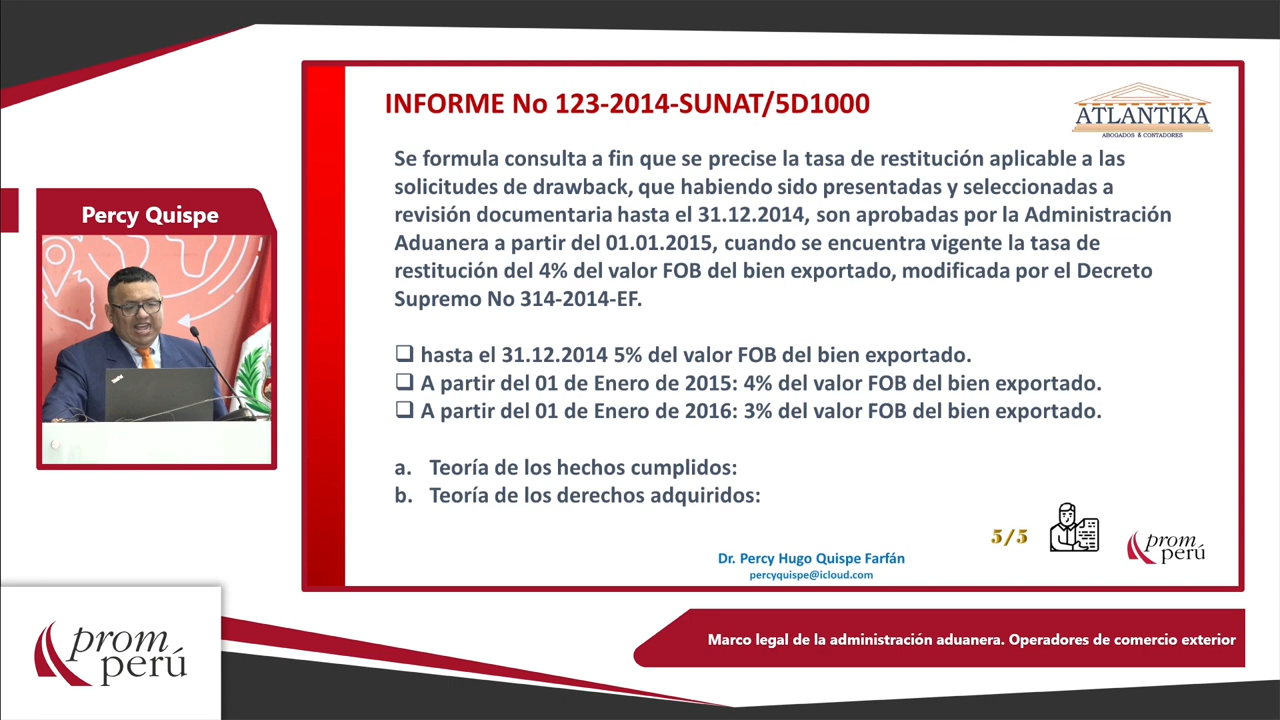 INFORME No 123-2014-SUNAT/5D1000
ATLANTIKA
ABOGADOS & CONTADORES
Se formula consulta a fin que se precise la tasa de restitución aplicable a las
solicitudes de drawback, que habiendo sido presentadas y seleccionadas a
revisión documentaria hasta el 31.12.2014, son aprobadas por la Administración
Aduanera a partir del 01.01.2015, cuando se encuentra vigente la tasa de
restitución del 4% del valor FOB del bien exportado, modificada por el Decreto
Supremo No 314-2014-EF.
❑ hasta el 31.12.2014 5% del valor FOB del bien exportado.
❑ A partir del 01 de Enero de 2015: 4% del valor FOB del bien exportado.
❑ A partir del 01 de Enero de 2016: 3% del valor FOB del bien exportado.
a. Teoría de los hechos cumplidos:
b. Teoría de los derechos adquiridos:
5/5
prom
perú
Dr. Percy Hugo Quispe Farfán
percyquispe@icloud.com
Percy Quispe
ThinkPad
prom
perú
Marco legal de la administración aduanera. Operadores de comercio exterior